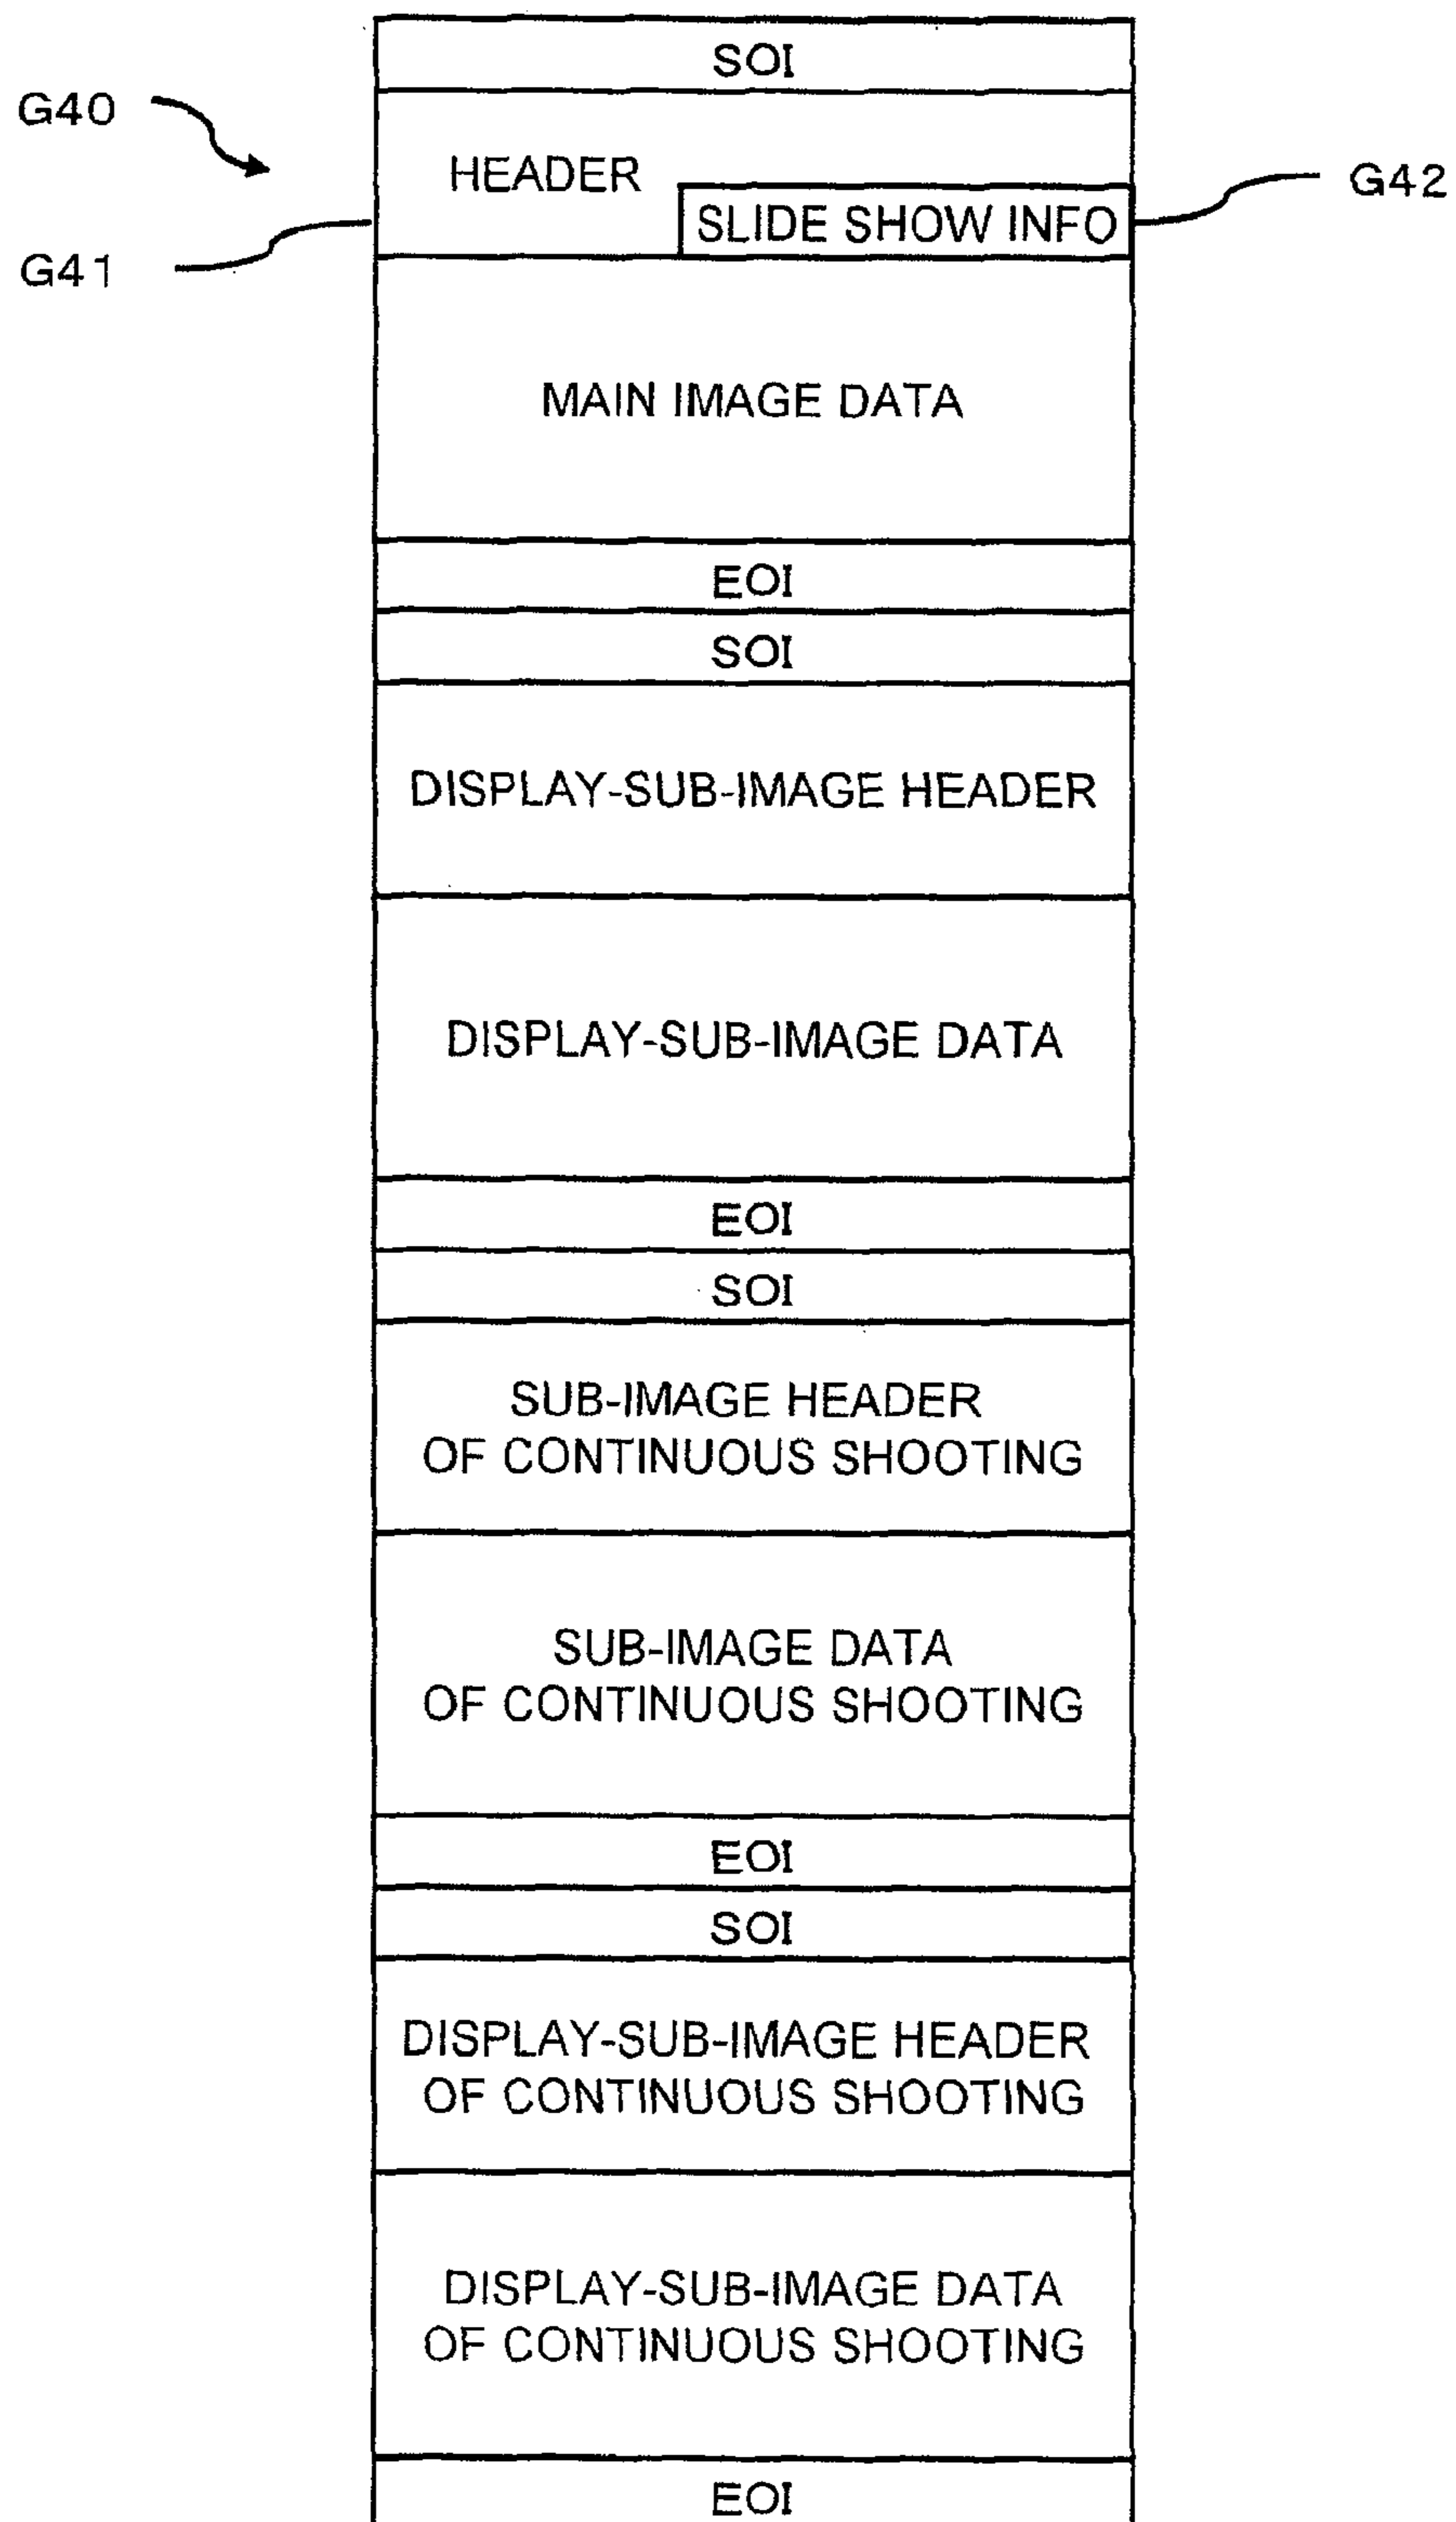 SOI
G40
HEADER
G42
SLIDE SHOW INFO
G41
MAIN IMAGE DATA
EOI
SOI
DISPLAY-SUB-IMAGE HEADER
DISPLAY-SUB-IMAGE DATA
EOI
SOI
SUB-IMAGE HEADER
OF CONTINUOUS SHOOTING
SUB-IMAGE DATA
OF CONTINUOUS SHOOTING
EOI
SOI
DISPLAY-SUB-IMAGE HEADER
OF CONTINUOUS SHOOTING
DISPLAY-SUB-IMAGE DATA
OF CONTINUOUS SHOOTING
EOI